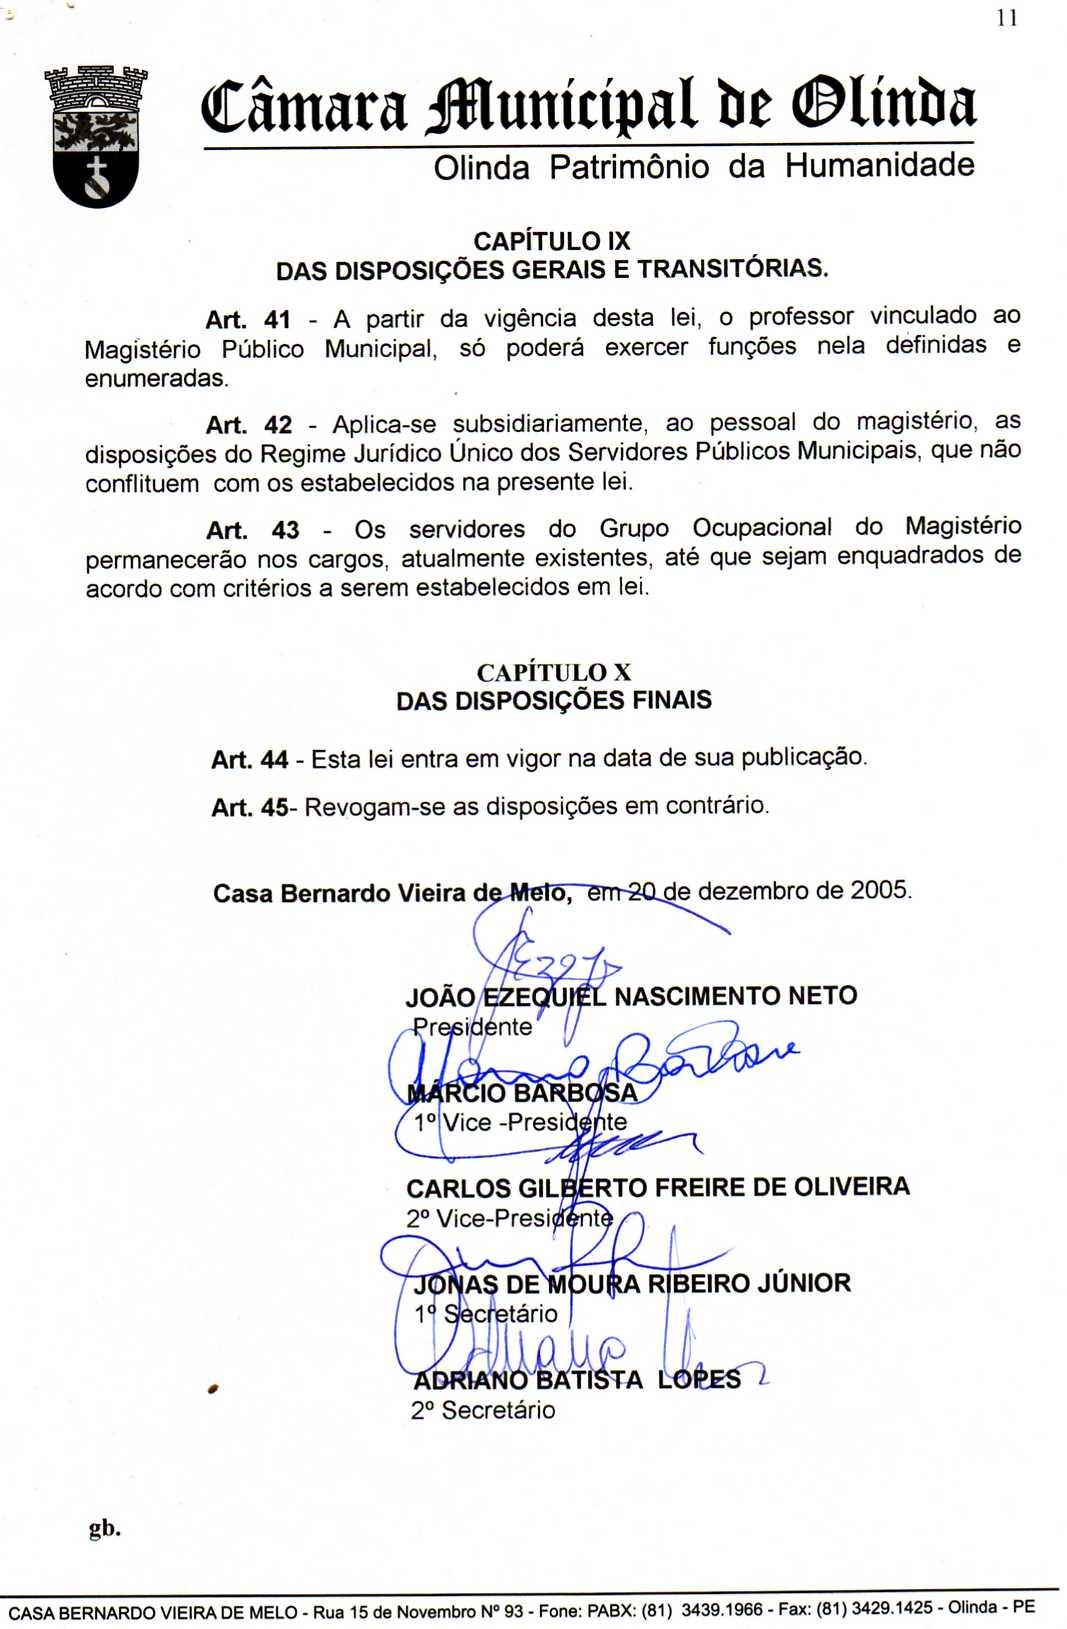 11
Câmara Municipal de Olinda
Olinda Patrimônio da Humanidade
CAPÍTULO IX
DAS DISPOSIÇÕES GERAIS E TRANSITÓRIAS.
Art. 41 - A partir da vigência desta lei, o professor vinculado ao
Magistério Público Municipal, só poderá exercer funções nela definidas e
enumeradas.
Art. 42 - Aplica-se subsidiariamente, ao pessoal do magistério, as
disposições do Regime Jurídico Único dos Servidores Públicos Municipais, que não
conflituem com os estabelecidos na presente lei.
Art. 43 - Os servidores do Grupo Ocupacional do Magistério
permanecerão nos cargos, atualmente existentes, até que sejam enquadrados de
acordo com critérios a serem estabelecidos em lei.
CAPÍTULO X
DAS DISPOSIÇÕES FINAIS
Art. 44 - Esta lei entra em vigor na data de sua publicação.
Art. 45- Revogam-se as disposições em contrário.
Casa Bernardo Vieira de Melo, em 20 de dezembro de 2005.
JOÃO EZEQUIEL NASCIMENTO NETO
Presidente
MÁRCIO BARBOSA
1º Vice -Presidente
CARLOS GILBERTO FREIRE DE OLIVEIRA
2º Vice-Presidente
JONAS DE MOURA RIBEIRO JÚNIOR
1º Secretário
ADRIANO BATISTA LOPES
2º Secretário
gb.
CASA BERNARDO VIEIRA DE MELO - Rua 15 de Novembro Nº 93 - Fone: PABX: (81) 3439.1966 - Fax: (81) 3429.1425 - Olinda - PE